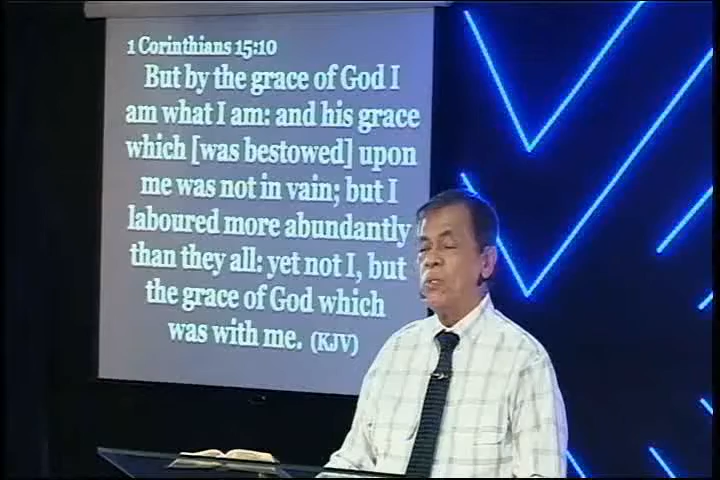 1 Corinthians 15:10
But by the grace of God I
am what I am: and his grace
which [was bestowed] upon
me was not in vain; but I
laboured more abundantly
than they all: yet not I, but
the grace of God which
was with me. (KJV)